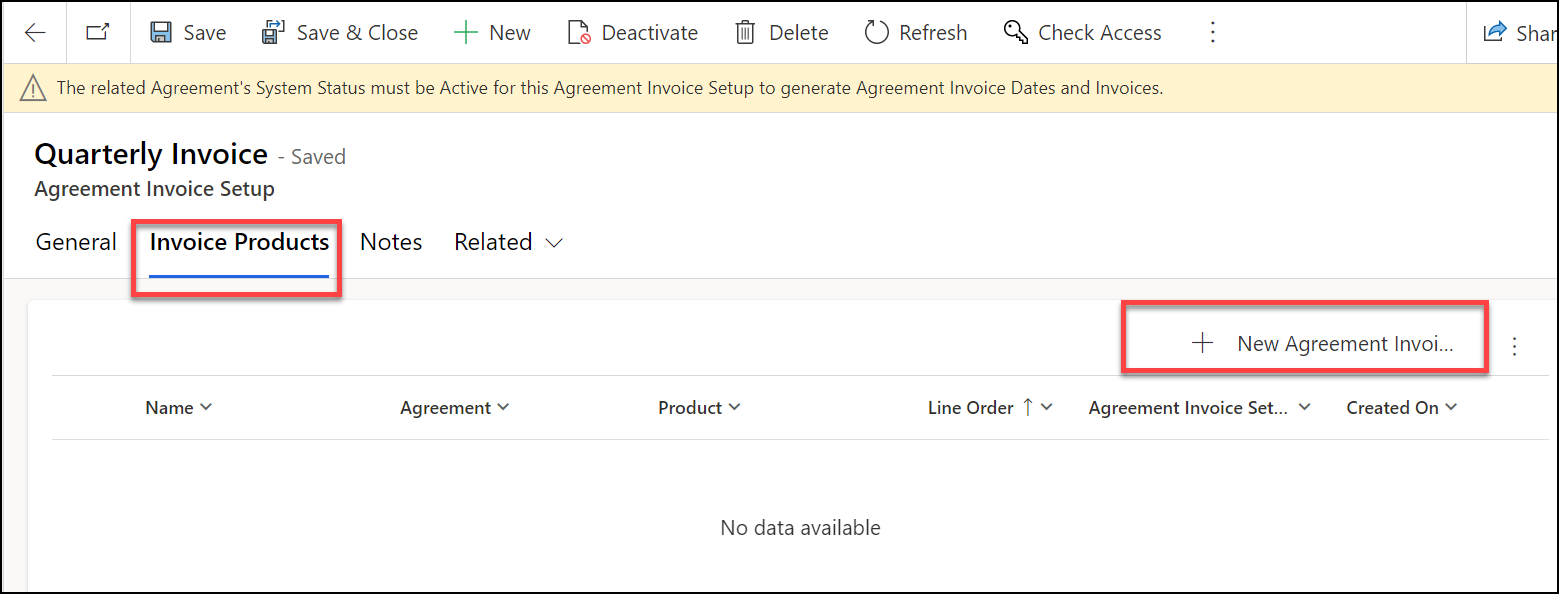 Save Save & Close New Deactivate Delete Refresh Check Access Shar
The related Agreement's System Status must be Active for this Agreement Invoice Setup to generate Agreement Invoice Dates and Invoices.
Quarterly Invoice - Saved
Agreement Invoice Setup
General Invoice Products Notes Related
New Agreement Invoi...
Name Agreement Product Line Order Agreement Invoice Set... Created On
No data available